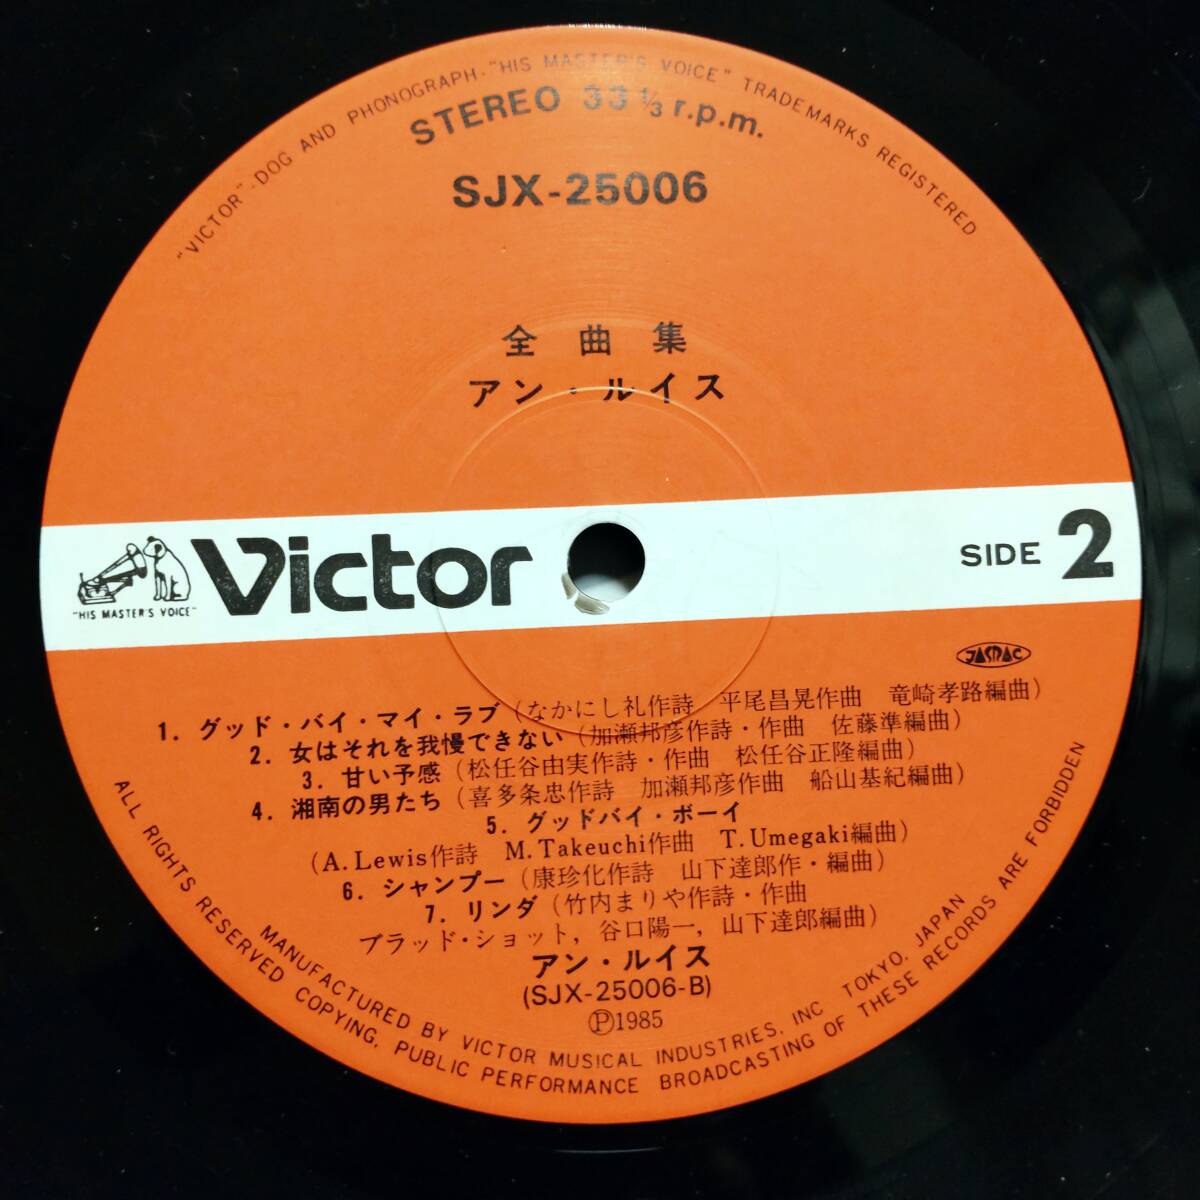 "VICTOR"-DOG AND PHONOGRAPH-"HIS MASTER'S VOICE" TRADE MARKS REGISTERED
STEREO 33 1/3 r.p.m.
SJX-25006
全曲集
アン・ルイス
"HIS MASTER'S VOICE"
Victor
SIDE 2
JASRAC
1. グッド・バイ・マイ・ラブ (なかにし礼作詩 平尾昌晃作曲 竜崎孝路編曲)
2. 女はそれを我慢できない (加瀬邦彦作詩・作曲 佐藤準編曲)
3. 甘い予感 (松任谷由実作詩・作曲 松任谷正隆編曲)
4. 湘南の男たち (喜多条忠作詩 加瀬邦彦作曲 船山基紀編曲)
5. グッドバイ・ボーイ
(A. Lewis作詩 M. Takeuchi作曲 T. Umegaki編曲)
6. シャンプー (康珍化作詩 山下達郎作・編曲)
7. リンダ (竹内まりや作詩・作曲
ブラッド・ショット, 谷口陽一, 山下達郎編曲)
アン・ルイス
(SJX-25006-B)
Ⓟ1985
MANUFACTURED BY VICTOR MUSICAL INDUSTRIES, INC. TOKYO, JAPAN
ALL RIGHTS RESERVED COPYING, PUBLIC PERFORMANCE BROADCASTING OF THESE RECORDS ARE FORBIDDEN